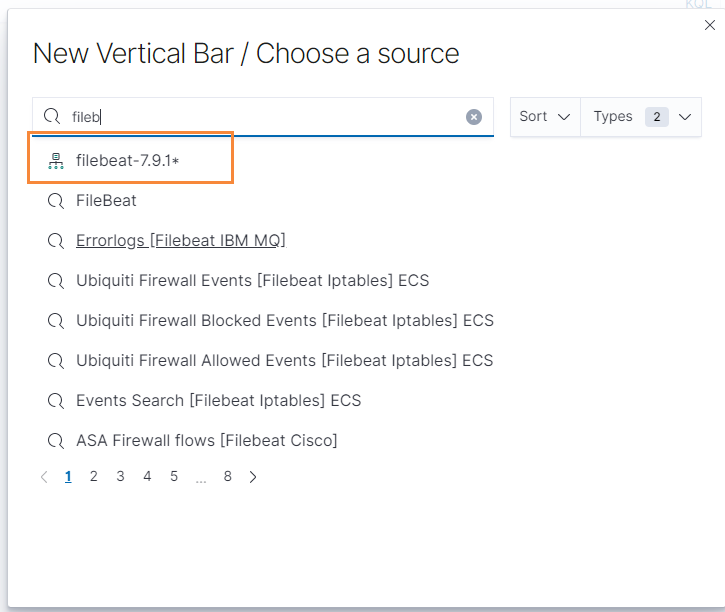 KQL
New Vertical Bar / Choose a source
fileb
Sort
Types 2
filebeat-7.9.1*
FileBeat
Errorlogs [Filebeat IBM MQ]
Ubiquiti Firewall Events [Filebeat Iptables] ECS
Ubiquiti Firewall Blocked Events [Filebeat Iptables] ECS
Ubiquiti Firewall Allowed Events [Filebeat Iptables] ECS
Events Search [Filebeat Iptables] ECS
ASA Firewall flows [Filebeat Cisco]
1 2 3 4 5 ... 8